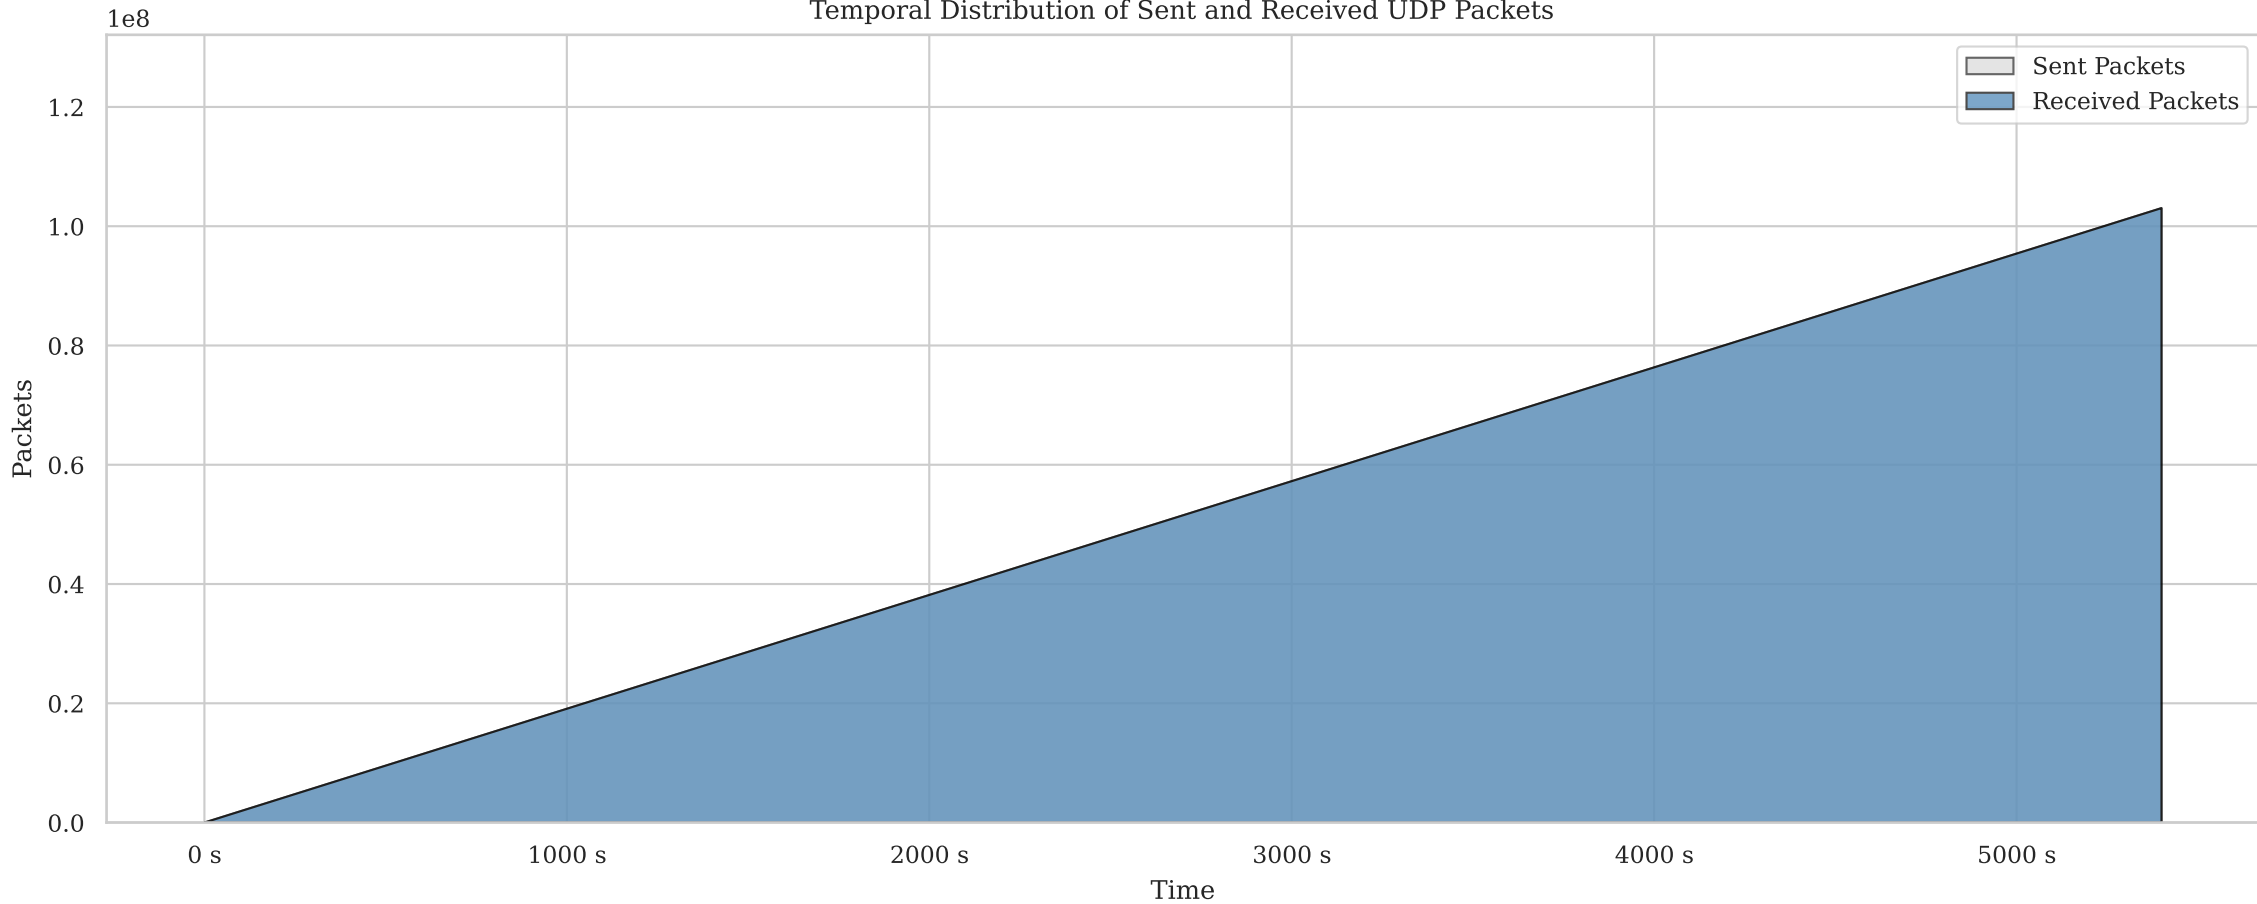 Temporal Distribution of Sent and Received UDP Packets
1e8
Sent Packets
Received Packets
1.2
1.0
0.8
0.6
0.4
0.2
0.0
Packets
0 s 1000 s 2000 s 3000 s 4000 s 5000 s
Time